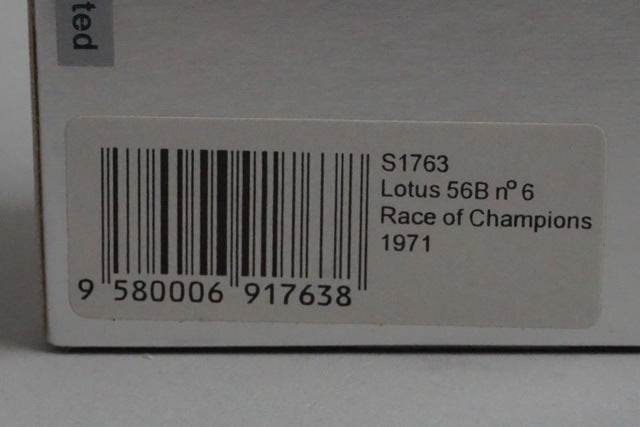 ted
S1763
Lotus 56B nº 6
Race of Champions
1971
9 580006 917638